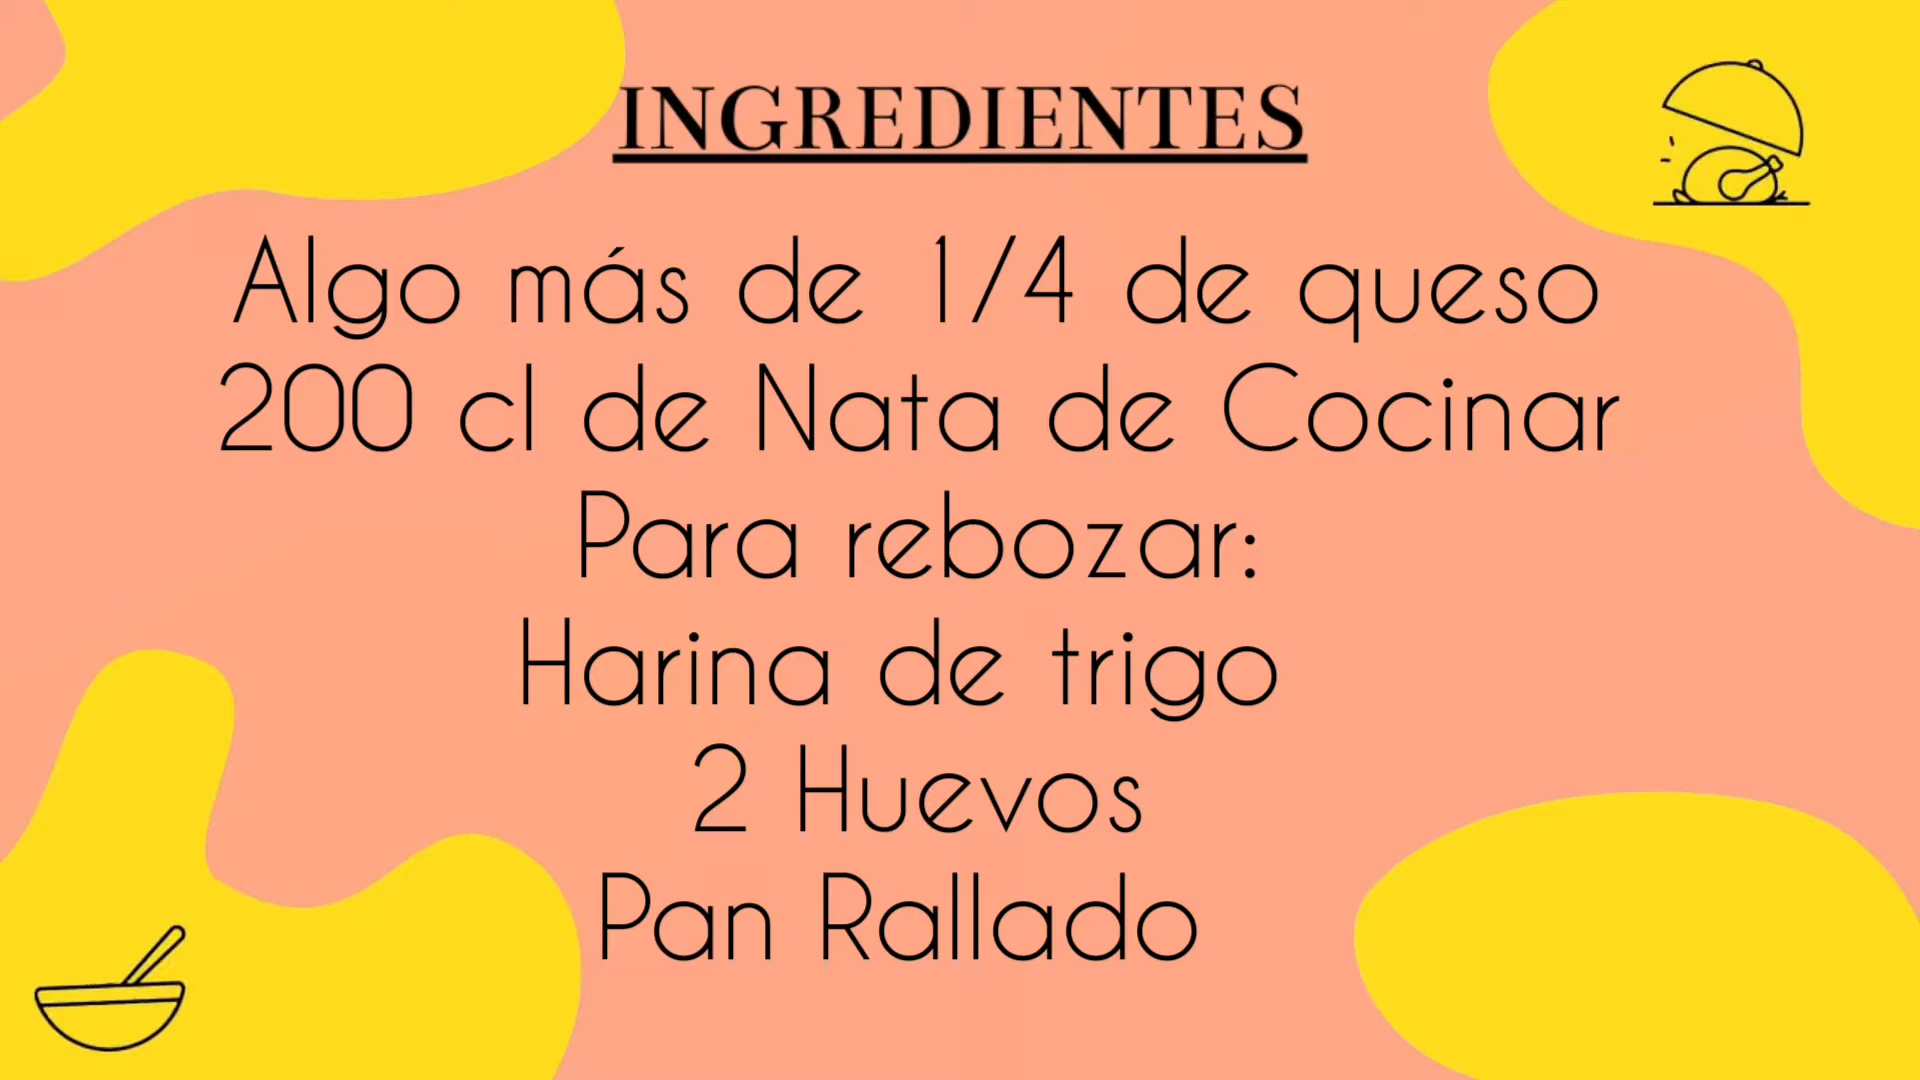 INGREDIENTES
Algo más de 1/4 de queso
200 cl de Nata de Cocinar
Para rebozar:
Harina de trigo
2 Huevos
Pan Rallado